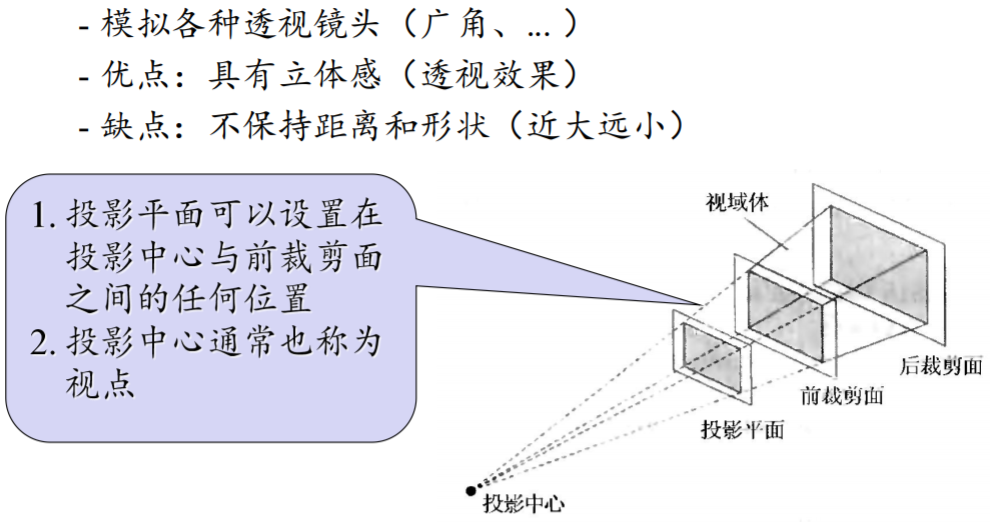 - 模拟各种透视镜头（广角、... ）
- 优点：具有立体感（透视效果）
- 缺点：不保持距离和形状（近大远小）
1. 投影平面可以设置在
投影中心与前裁剪面
之间的任何位置
2. 投影中心通常也称为
视点
视域体
后裁剪面
前裁剪面
投影平面
投影中心